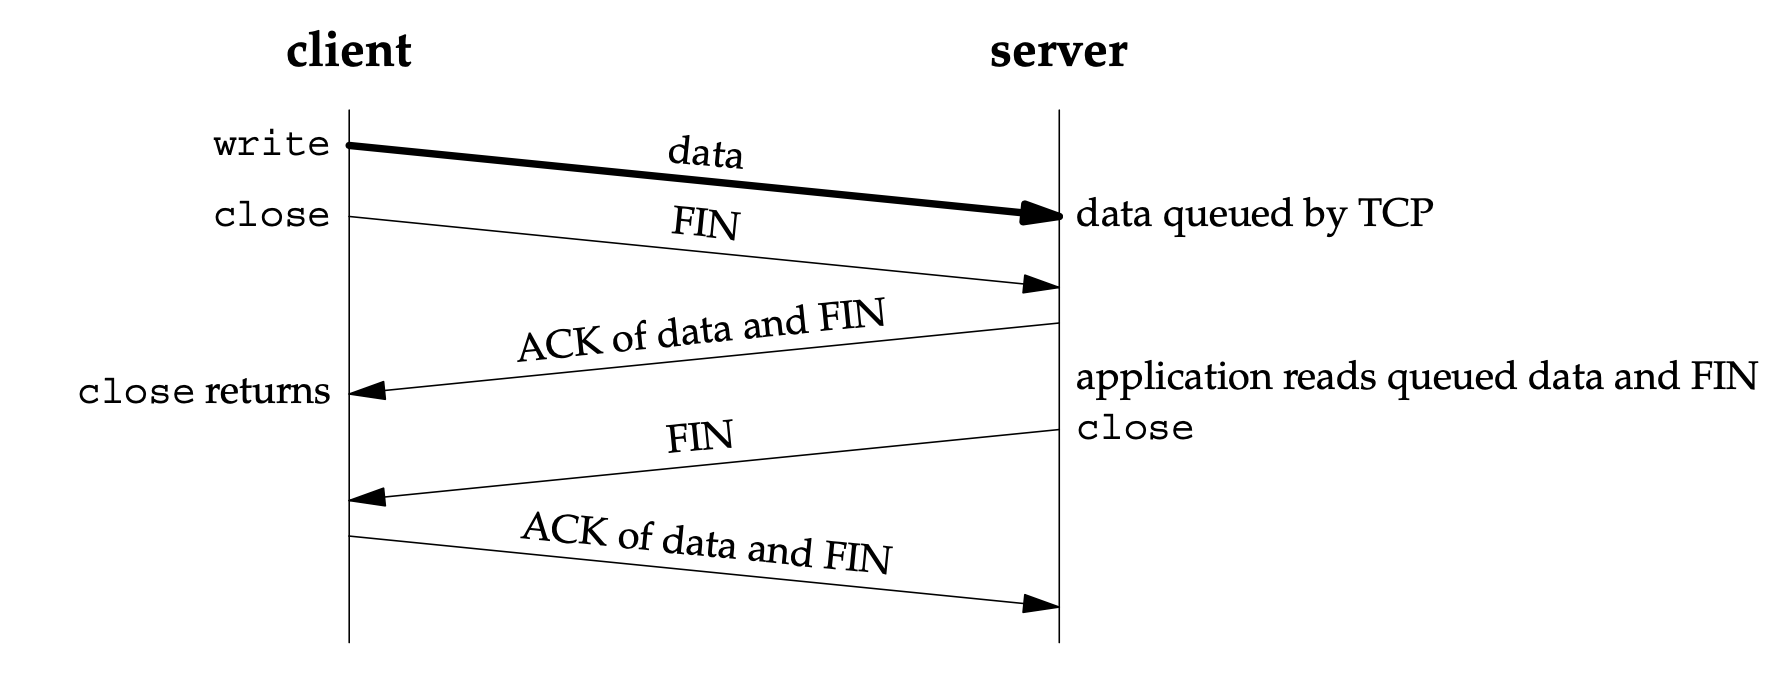 client
server
write
data
close
FIN
data queued by TCP
ACK of data and FIN
close returns
application reads queued data and FIN
close
FIN
ACK of data and FIN